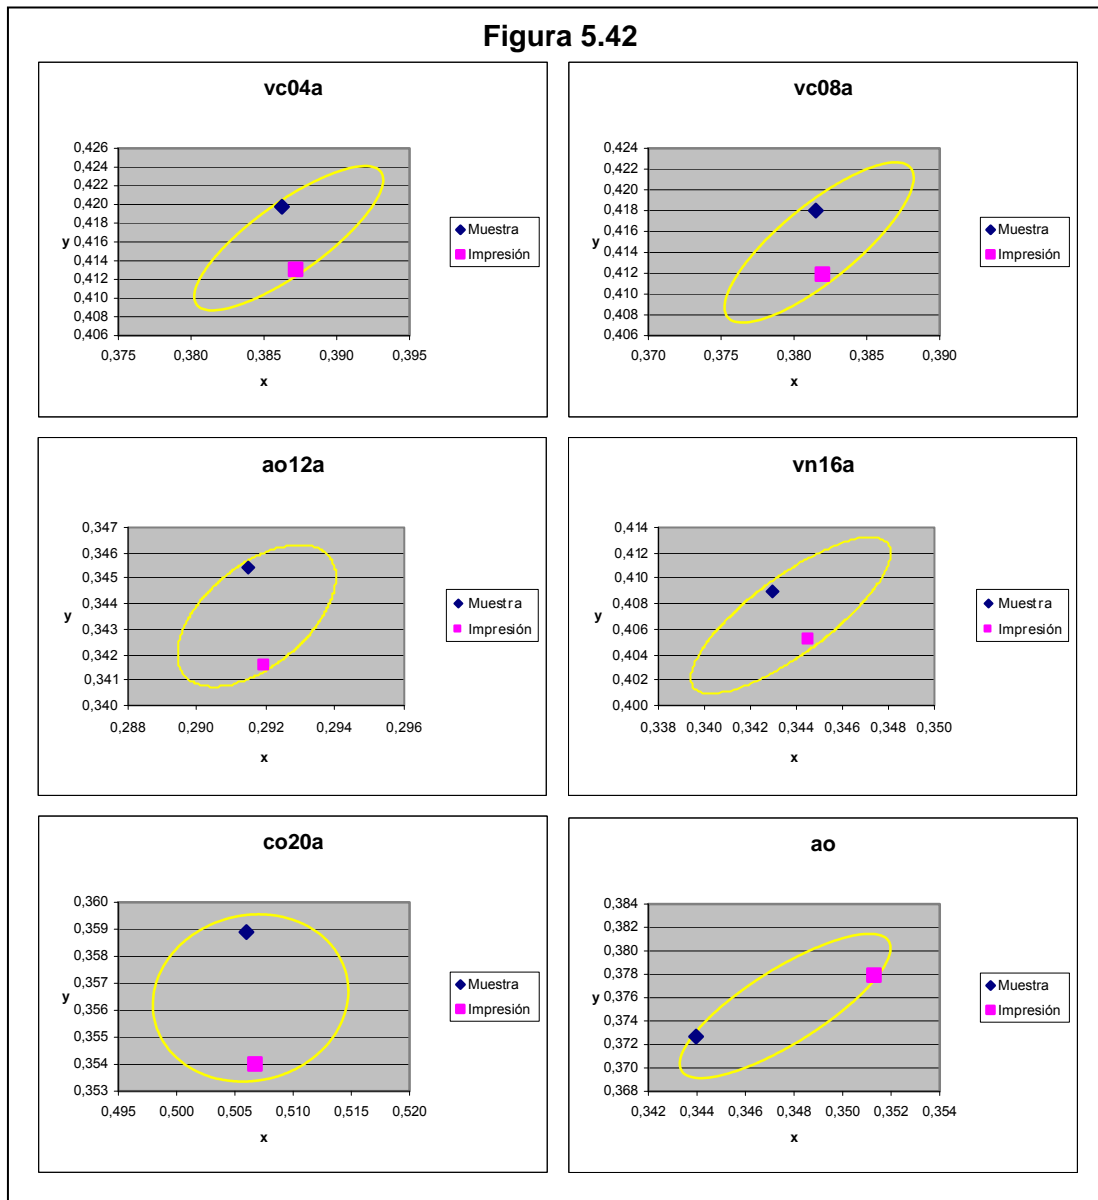 Figura 5.42
vc04a
0,426
0,424
0,422
0,420
0,418
0,416
0,414
0,412
0,410
0,408
0,406
y
0,375 0,380 0,385 0,390 0,395
x
Muestra
Impresión
vc08a
0,424
0,422
0,420
0,418
0,416
0,414
0,412
0,410
0,408
0,406
y
0,370 0,375 0,380 0,385 0,390
x
Muestra
Impresión
ao12a
0,347
0,346
0,345
0,344
0,343
0,342
0,341
0,340
y
0,288 0,290 0,292 0,294 0,296
x
Muestra
Impresión
vn16a
0,414
0,412
0,410
0,408
0,406
0,404
0,402
0,400
y
0,338 0,340 0,342 0,344 0,346 0,348 0,350
x
Muestra
Impresión
co20a
0,360
0,359
0,358
0,357
0,356
0,355
0,354
0,353
y
0,495 0,500 0,505 0,510 0,515 0,520
x
Muestra
Impresión
ao
0,384
0,382
0,380
0,378
0,376
0,374
0,372
0,370
0,368
y
0,342 0,344 0,346 0,348 0,350 0,352 0,354
x
Muestra
Impresión